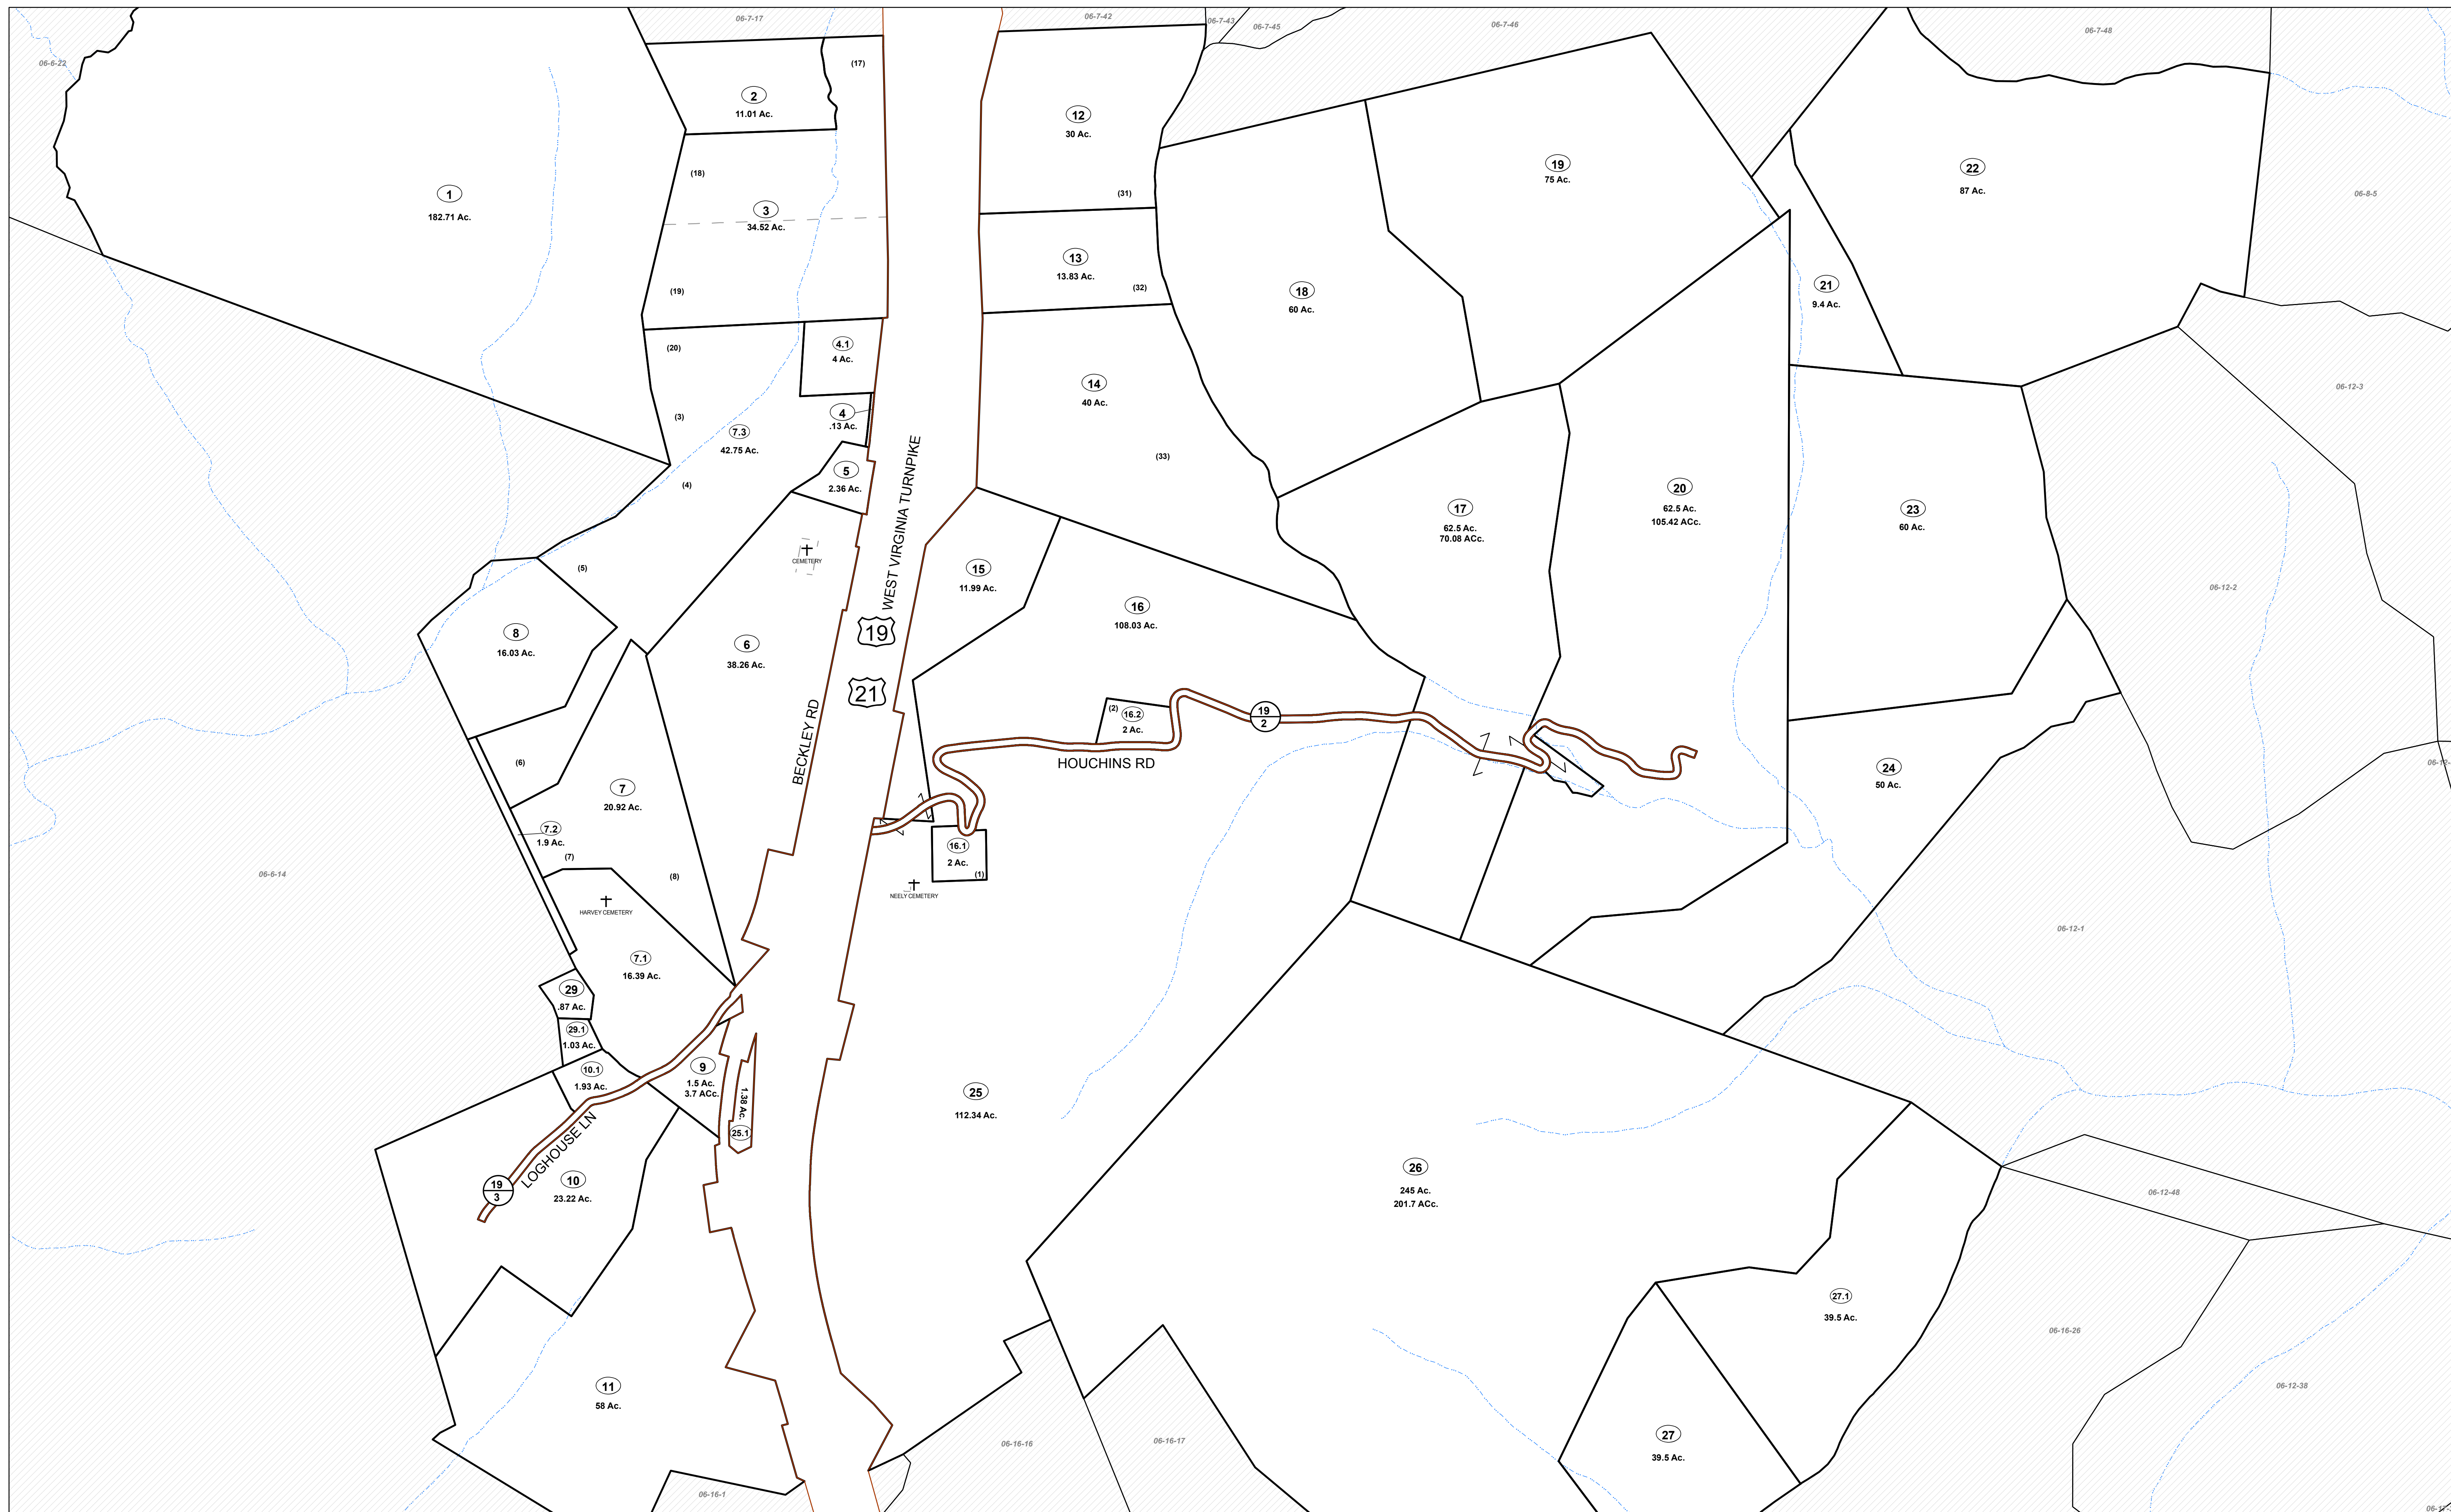 06-7-17
06-7-42
06-7-43
06-7-45
06-7-46
06-7-48
06-6-22
(17)
2
11.01 Ac.
12
30 Ac.
19
75 Ac.
22
87 Ac.
06-8-5
1
182.71 Ac.
(18)
3
34.52 Ac.
(31)
13
13.83 Ac.
(32)
(19)
18
60 Ac.
21
9.4 Ac.
(20)
4.1
4 Ac.
14
40 Ac.
06-12-3
(3)
4
.13 Ac.
7.3
42.75 Ac.
(33)
5
2.36 Ac.
(4)
WEST VIRGINIA TURNPIKE
17
62.5 Ac.
70.08 ACc.
20
62.5 Ac.
105.42 ACc.
23
60 Ac.
CEMETERY
(5)
15
11.99 Ac.
06-12-2
16
108.03 Ac.
8
16.03 Ac.
19
6
38.26 Ac.
21
BECKLEY RD
(2)
16.2
2 Ac.
19
2
HOUCHINS RD
(6)
24
50 Ac.
7
20.92 Ac.
7.2
1.9 Ac.
(7)
16.1
2 Ac.
(1)
(8)
06-6-14
NEELY CEMETERY
HARVEY CEMETERY
06-12-1
7.1
16.39 Ac.
29
.87 Ac.
29.1
1.03 Ac.
10.1
1.93 Ac.
9
1.5 Ac.
3.7 ACc.
1.38 Ac.
25.1
25
112.34 Ac.
LOGHOUSE LN
19
3
10
23.22 Ac.
26
245 Ac.
201.7 ACc.
06-12-48
27.1
39.5 Ac.
06-16-26
11
58 Ac.
06-12-38
27
39.5 Ac.
06-16-16
06-16-17
06-16-1